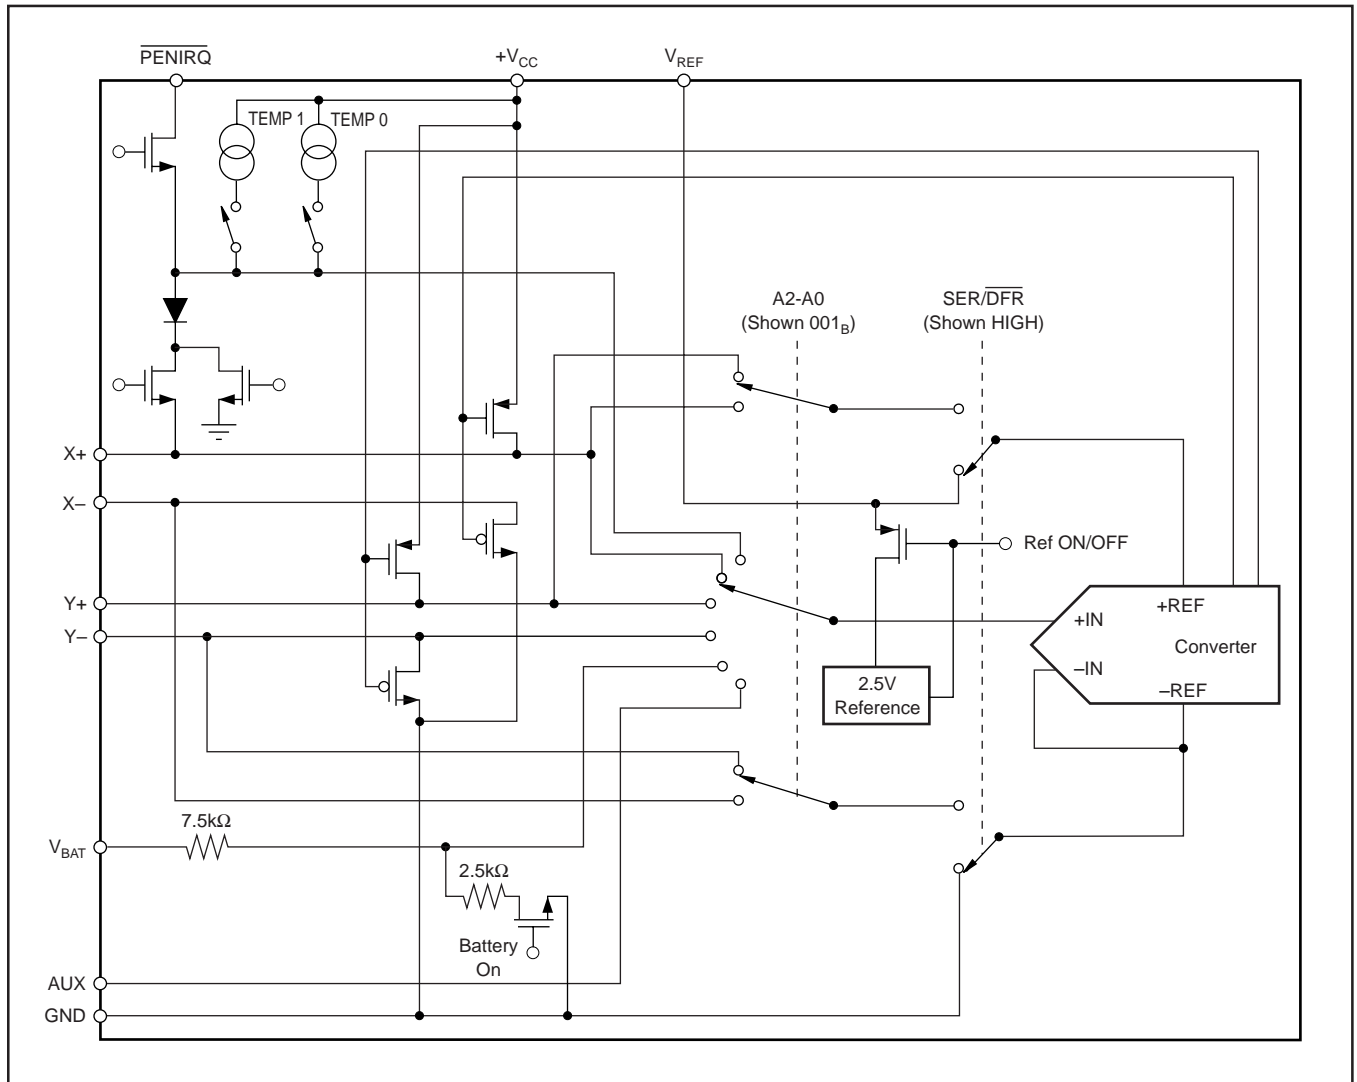 PENIRQ
+VCC
VREF
TEMP 1
TEMP 0
A2-A0
(Shown 001B)
SER/DFR
(Shown HIGH)
X+
X–
Y+
Y–
Ref ON/OFF
+REF
+IN
Converter
–IN
–REF
2.5V
Reference
7.5kΩ
VBAT
2.5kΩ
Battery
On
AUX
GND